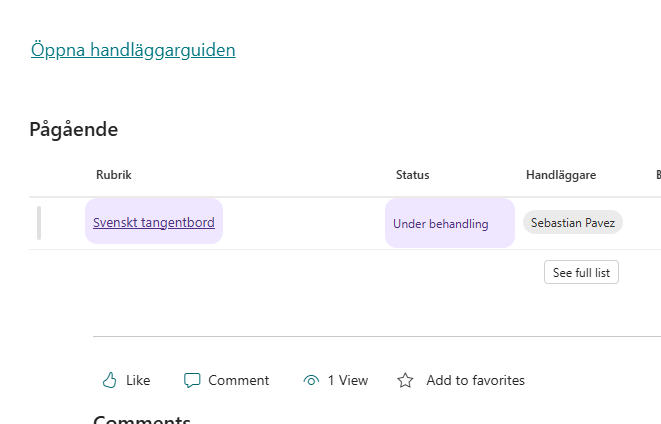 Öppna handläggarguiden
Pågående
Rubrik Status Handläggare
Svenskt tangentbord Under behandling Sebastian Pavez
See full list
Like Comment 1 View Add to favorites
Comments